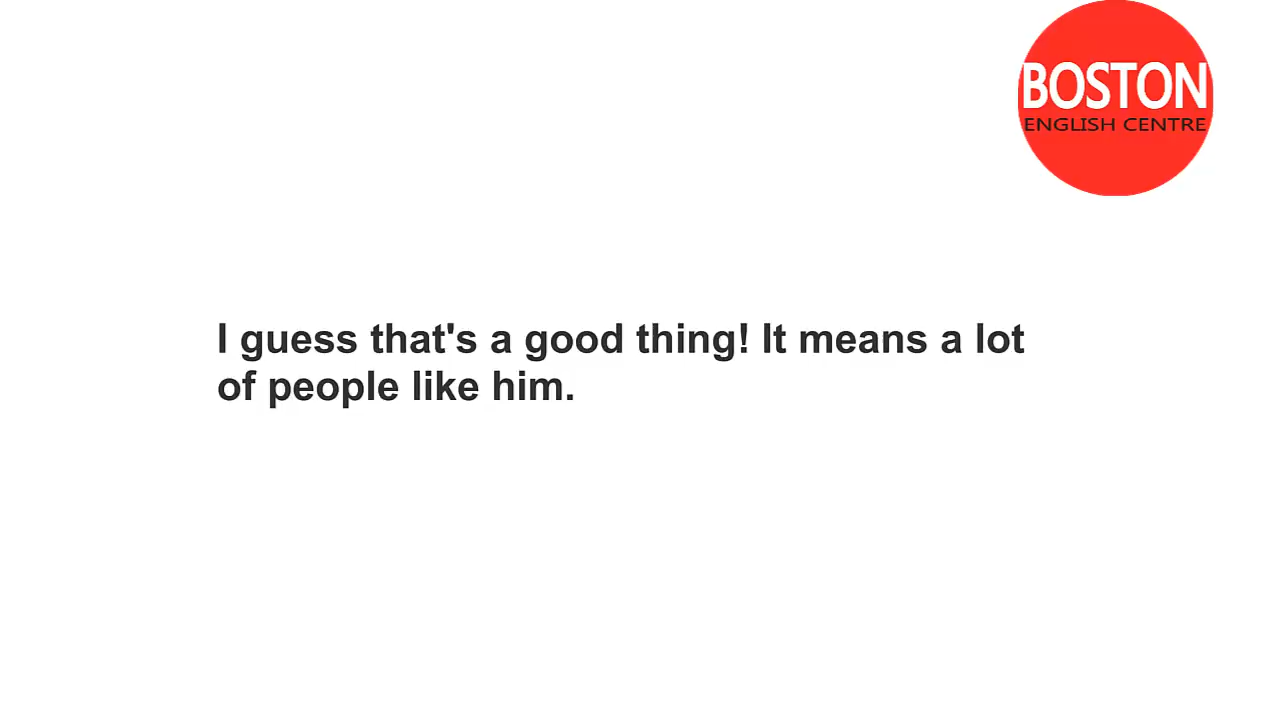 BOSTON
ENGLISH CENTRE
I guess that's a good thing! It means a lot
of people like him.